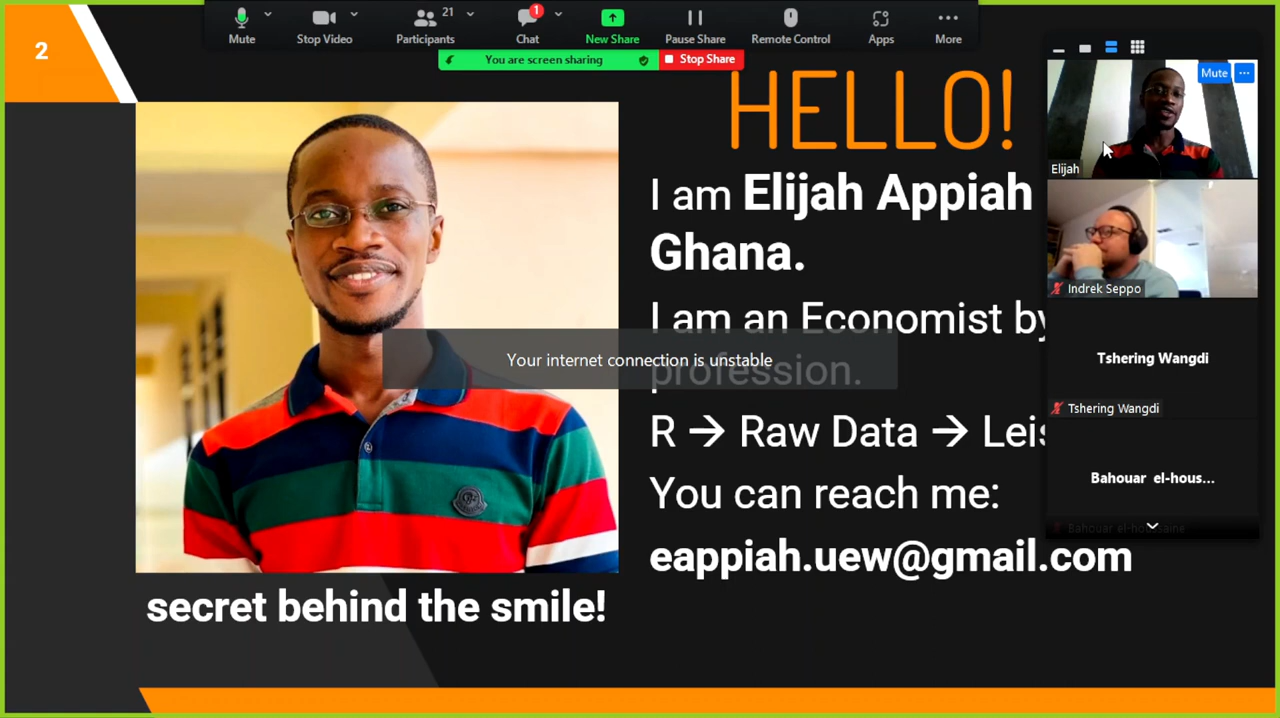 2
Mute
Stop Video
Participants
21
Chat
1
New Share
Pause Share
Remote Control
Apps
More
You are screen sharing
Stop Share
HELLO!
I am Elijah Appiah
Ghana.
I am an Economist by
profession.
R → Raw Data → Leis
You can reach me:
eappiah.uew@gmail.com
secret behind the smile!
Your internet connection is unstable
Mute
Elijah
Indrek Seppo
Tshering Wangdi
Tshering Wangdi
Bahouar el-hous...
Bahouar el-houssaine